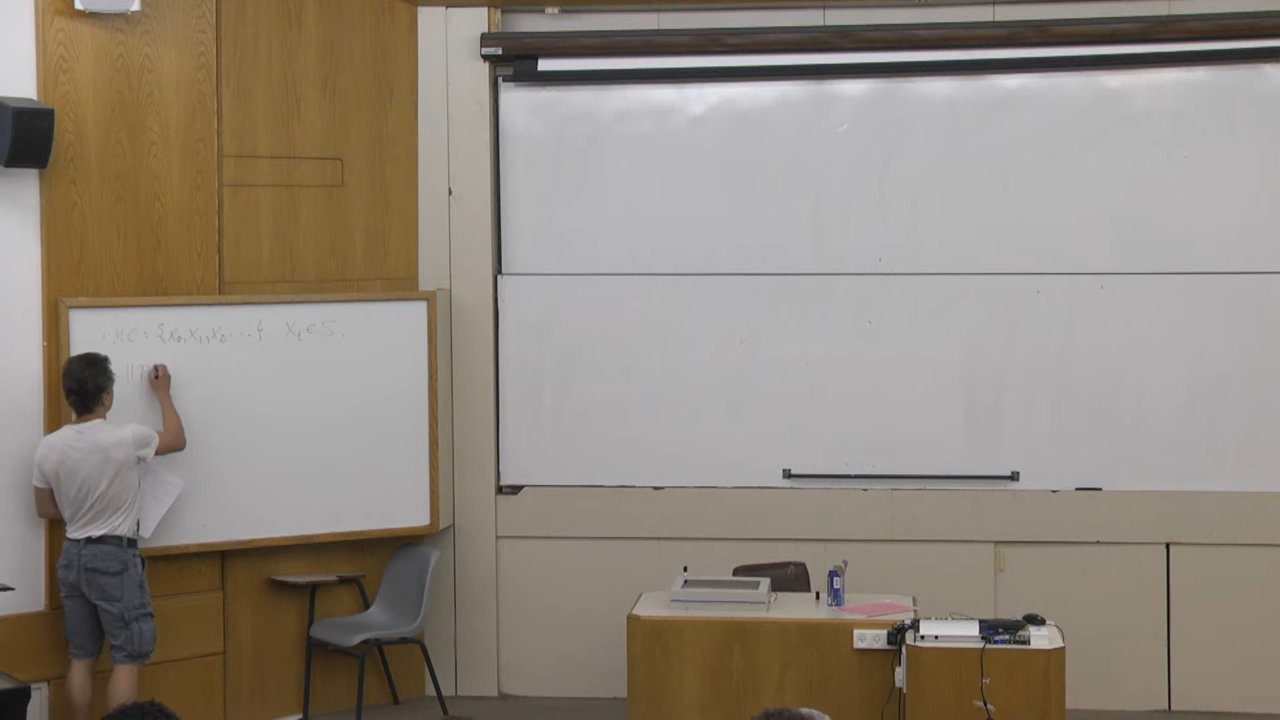 MC = {X₀, X₁, X₂, ...} Xᵢ ∈ S.